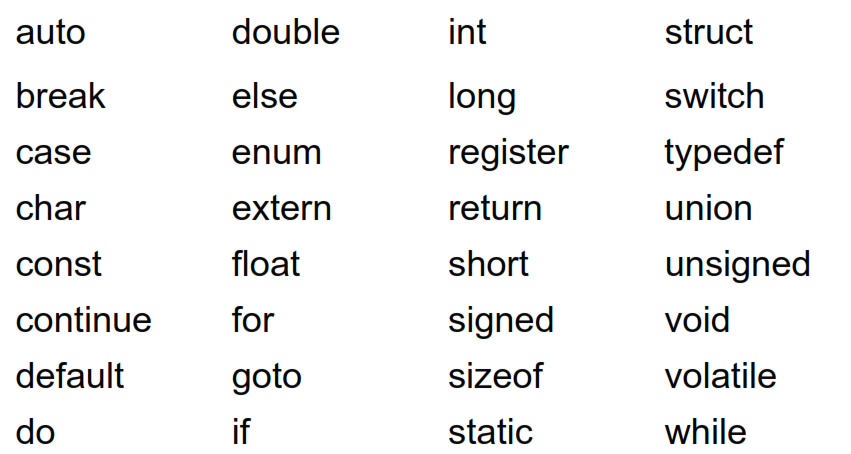 auto double int struct
break else long switch
case enum register typedef
char extern return union
const float short unsigned
continue for signed void
default goto sizeof volatile
do if static while